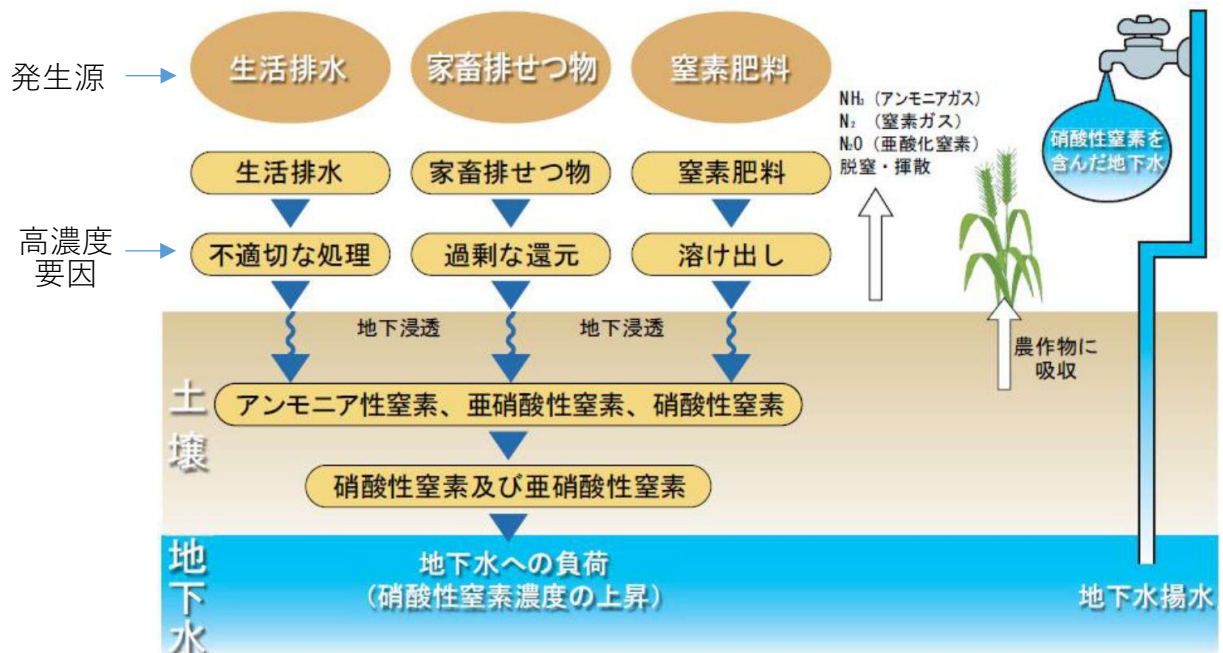 発生源
生活排水
家畜排せつ物
窒素肥料
生活排水
家畜排せつ物
窒素肥料
高濃度
要因
不適切な処理
過剰な還元
溶け出し
NH₃（アンモニアガス）
N₂（窒素ガス）
N₂O（亜酸化窒素）
脱窒・揮散
硝酸性窒素を
含んだ地下水
地下浸透
地下浸透
農作物に
吸収
土壌
アンモニア性窒素、亜硝酸性窒素、硝酸性窒素
硝酸性窒素及び亜硝酸性窒素
地下水
地下水への負荷
（硝酸性窒素濃度の上昇）
地下水揚水